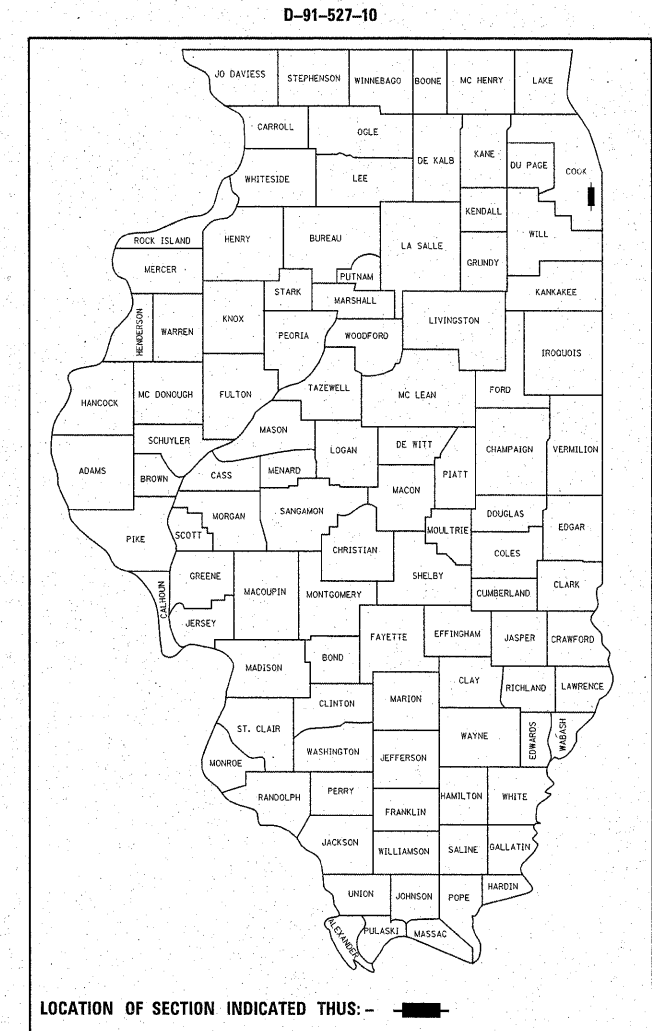 D-91-527-10
JO DAVIESS
STEPHENSON
WINNEBAGO
BOONE
MC HENRY
LAKE
CARROLL
OGLE
DE KALB
KANE
DU PAGE
COOK
WHITESIDE
LEE
KENDALL
WILL
ROCK ISLAND
HENRY
BUREAU
LA SALLE
GRUNDY
MERCER
PUTNAM
STARK
MARSHALL
KANKAKEE
HENDERSON
WARREN
KNOX
PEORIA
WOODFORD
LIVINGSTON
IROQUOIS
HANCOCK
MC DONOUGH
FULTON
TAZEWELL
MC LEAN
FORD
MASON
SCHUYLER
LOGAN
DE WITT
CHAMPAIGN
VERMILION
ADAMS
BROWN
CASS
MENARD
PIATT
MACON
PIKE
SCOTT
MORGAN
SANGAMON
CHRISTIAN
MOULTRIE
DOUGLAS
EDGAR
COLES
CALHOUN
GREENE
MACOUPIN
MONTGOMERY
SHELBY
CUMBERLAND
CLARK
JERSEY
FAYETTE
EFFINGHAM
JASPER
CRAWFORD
MADISON
BOND
CLAY
RICHLAND
LAWRENCE
CLINTON
MARION
ST. CLAIR
WAYNE
EDWARDS
WABASH
WASHINGTON
JEFFERSON
MONROE
RANDOLPH
PERRY
HAMILTON
WHITE
FRANKLIN
JACKSON
WILLIAMSON
SALINE
GALLATIN
UNION
JOHNSON
POPE
HARDIN
ALEXANDER
PULASKI
MASSAC
LOCATION OF SECTION INDICATED THUS: -